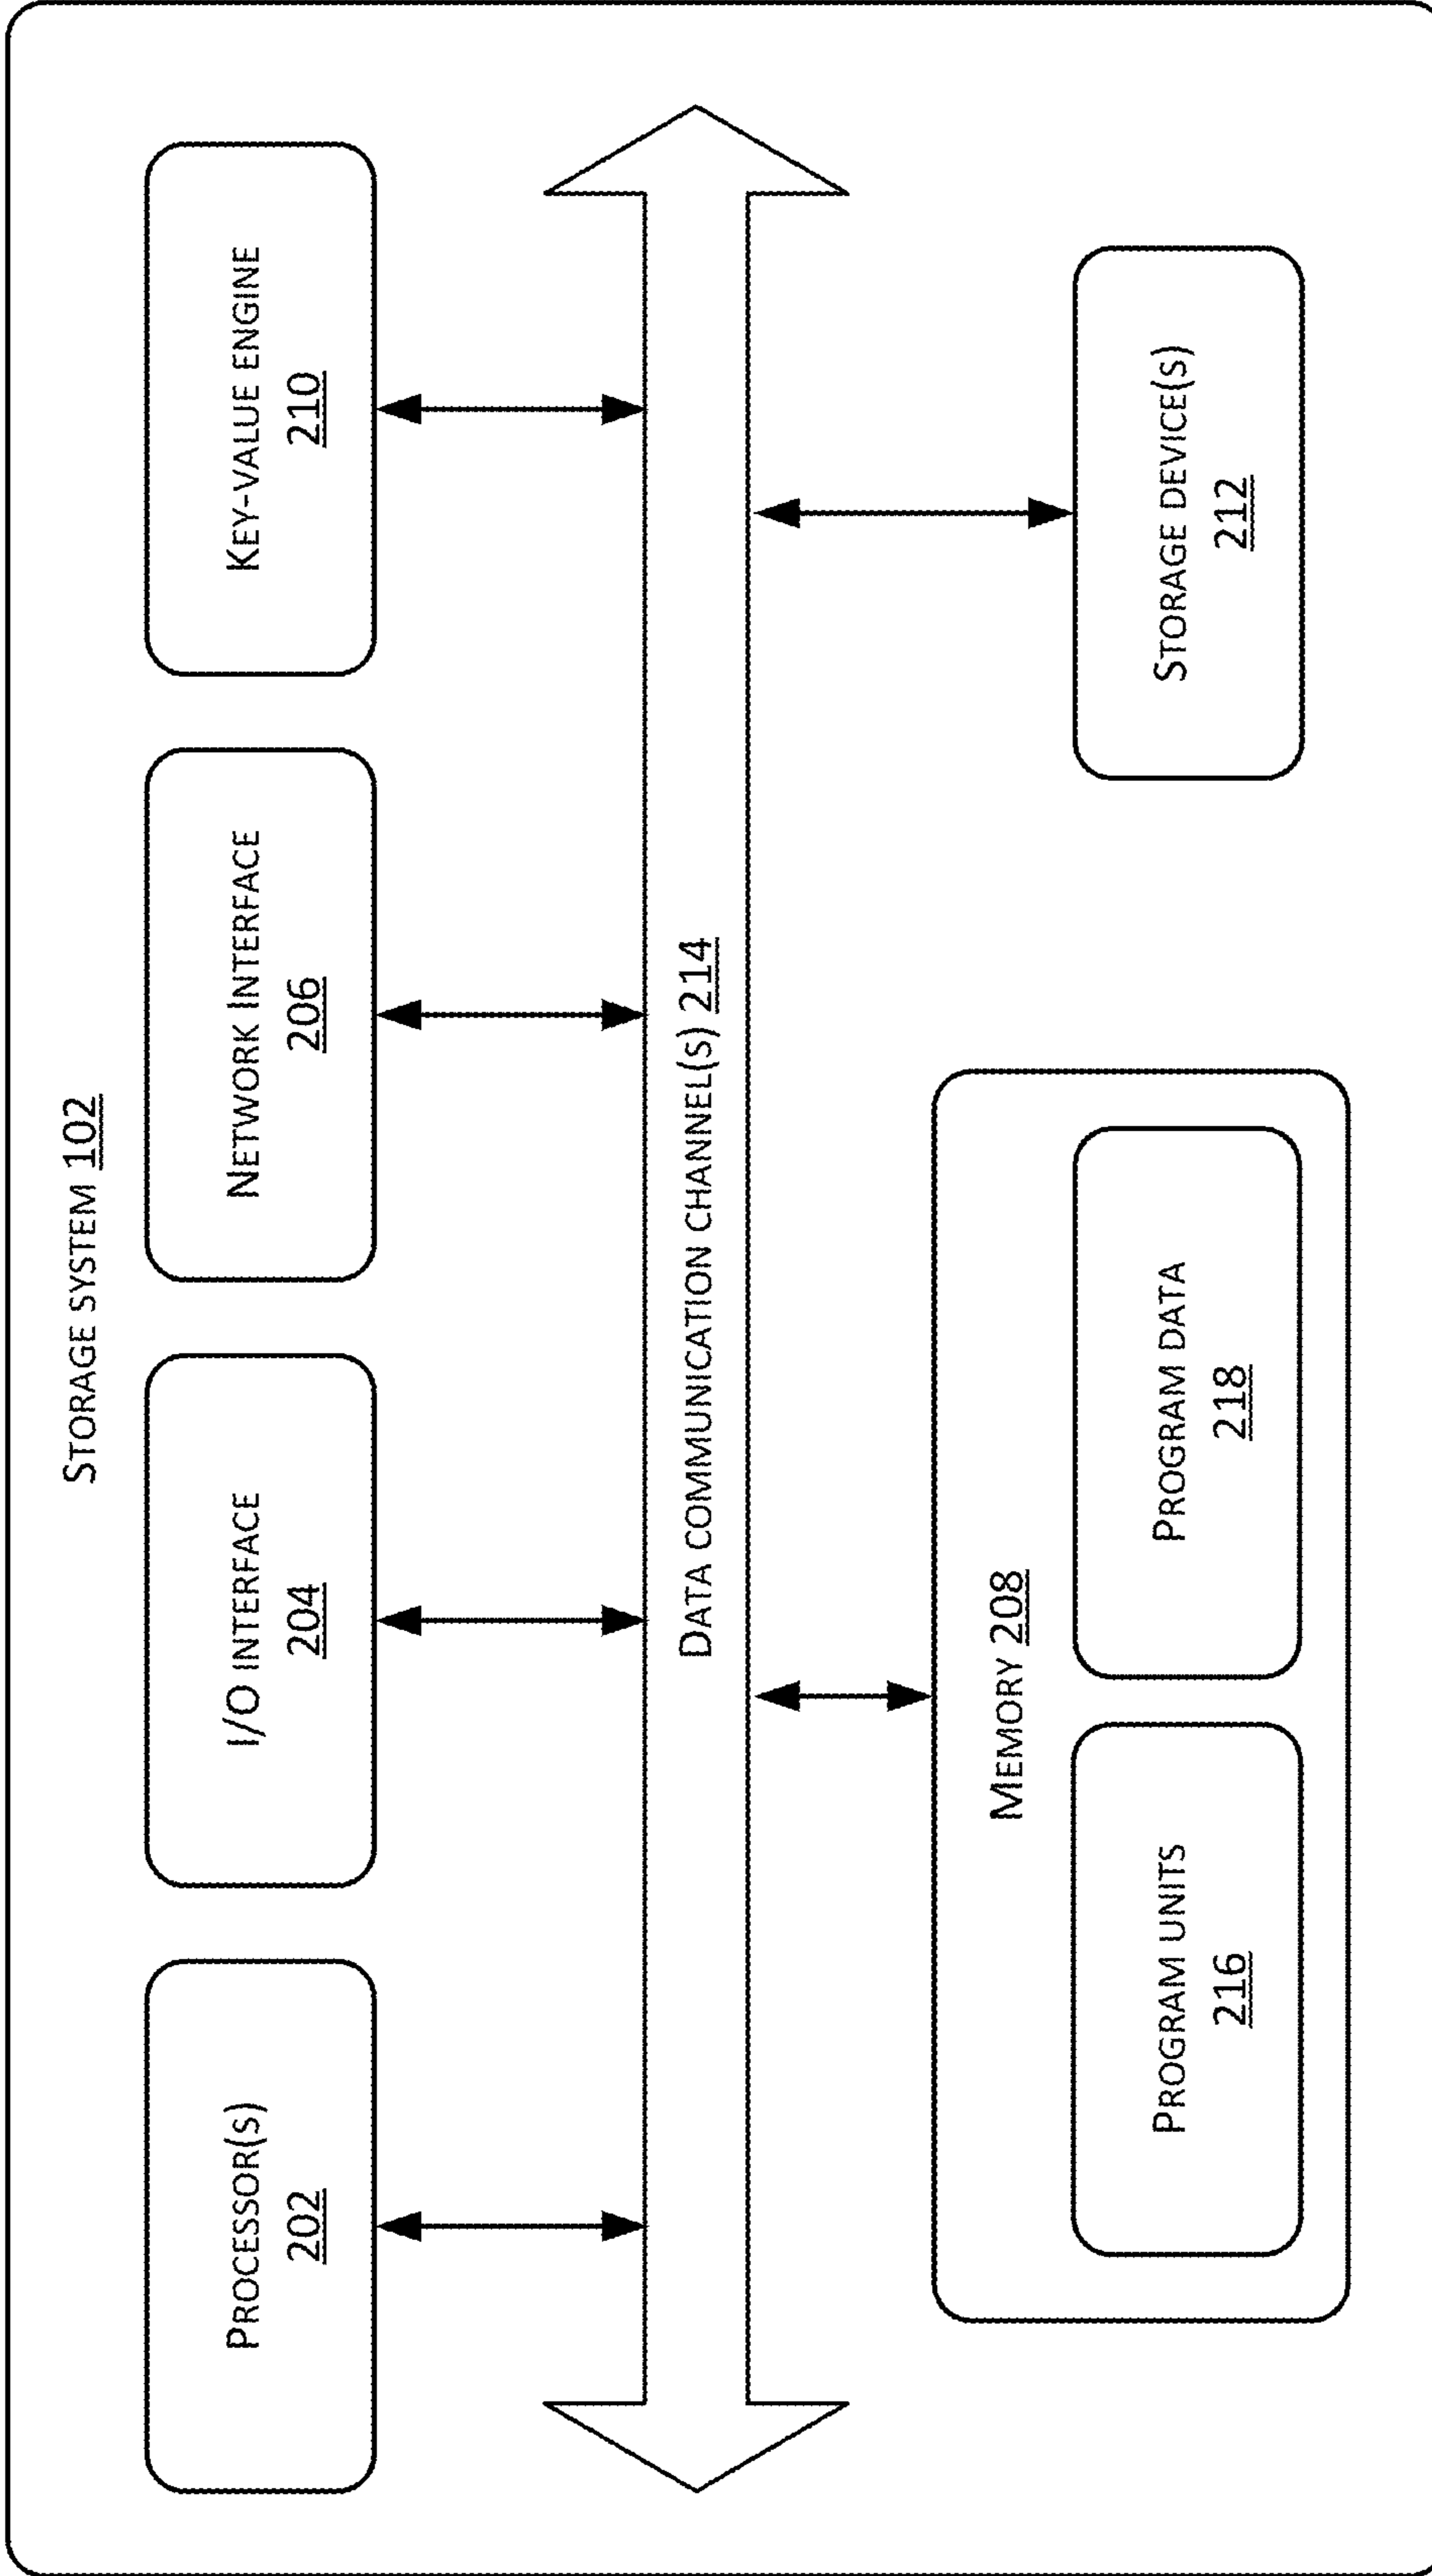 Storage system 102
Processor(s)
202
I/O interface
204
Network Interface
206
Key-value engine
210
Data communication channel(s) 214
Memory 208
Program units
216
Program data
218
Storage device(s)
212